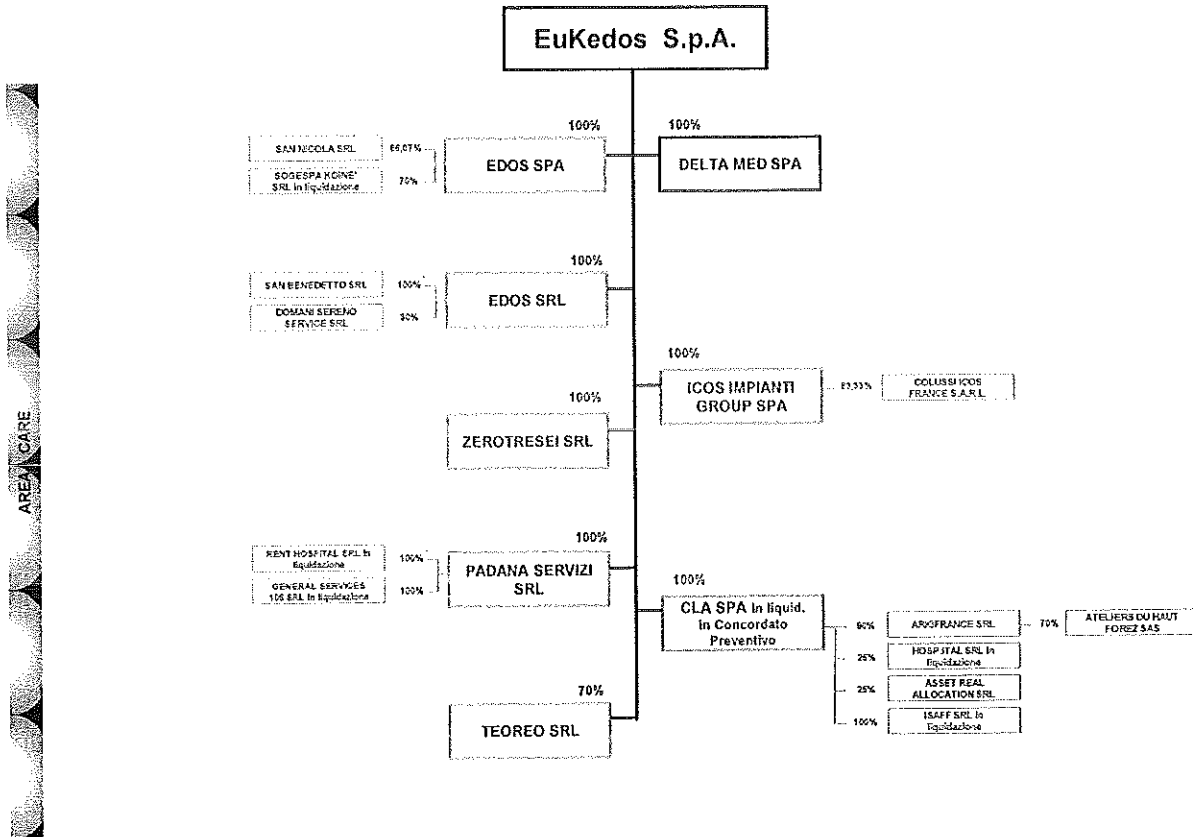 EuKedos S.p.A.
100%
100%
SAN NICOLA SRL
EDOS SPA
DELTA MED SPA
SOGESPA KOINE'
SRL in liquidazione
70%
100%
SAN BENEDETTO SRL
100%
EDOS SRL
DOMANI SERENO
SERVICE SRL
100%
ICOS IMPIANTI
GROUP SPA
COLUSSI ICOS
FRANCE S.A.R.L.
100%
ZEROTRESEI SRL
AREA CARE
100%
RENT HOSPITAL SRL in
liquidazione
100%
PADANA SERVIZI
SRL
GENERAL SERVICES
SRL in liquidazione
100%
100%
CLA SPA in liquid.
in Concordato
Preventivo
90%
SRL
70%
ATELIERS DU HAUT
FOREZ SAS
25%
HOSPITAL SRL in
liquidazione
25%
ASSET REAL
ALLOCATION SRL
100%
ISAFF SRL in
liquidazione
70%
TEOREO SRL